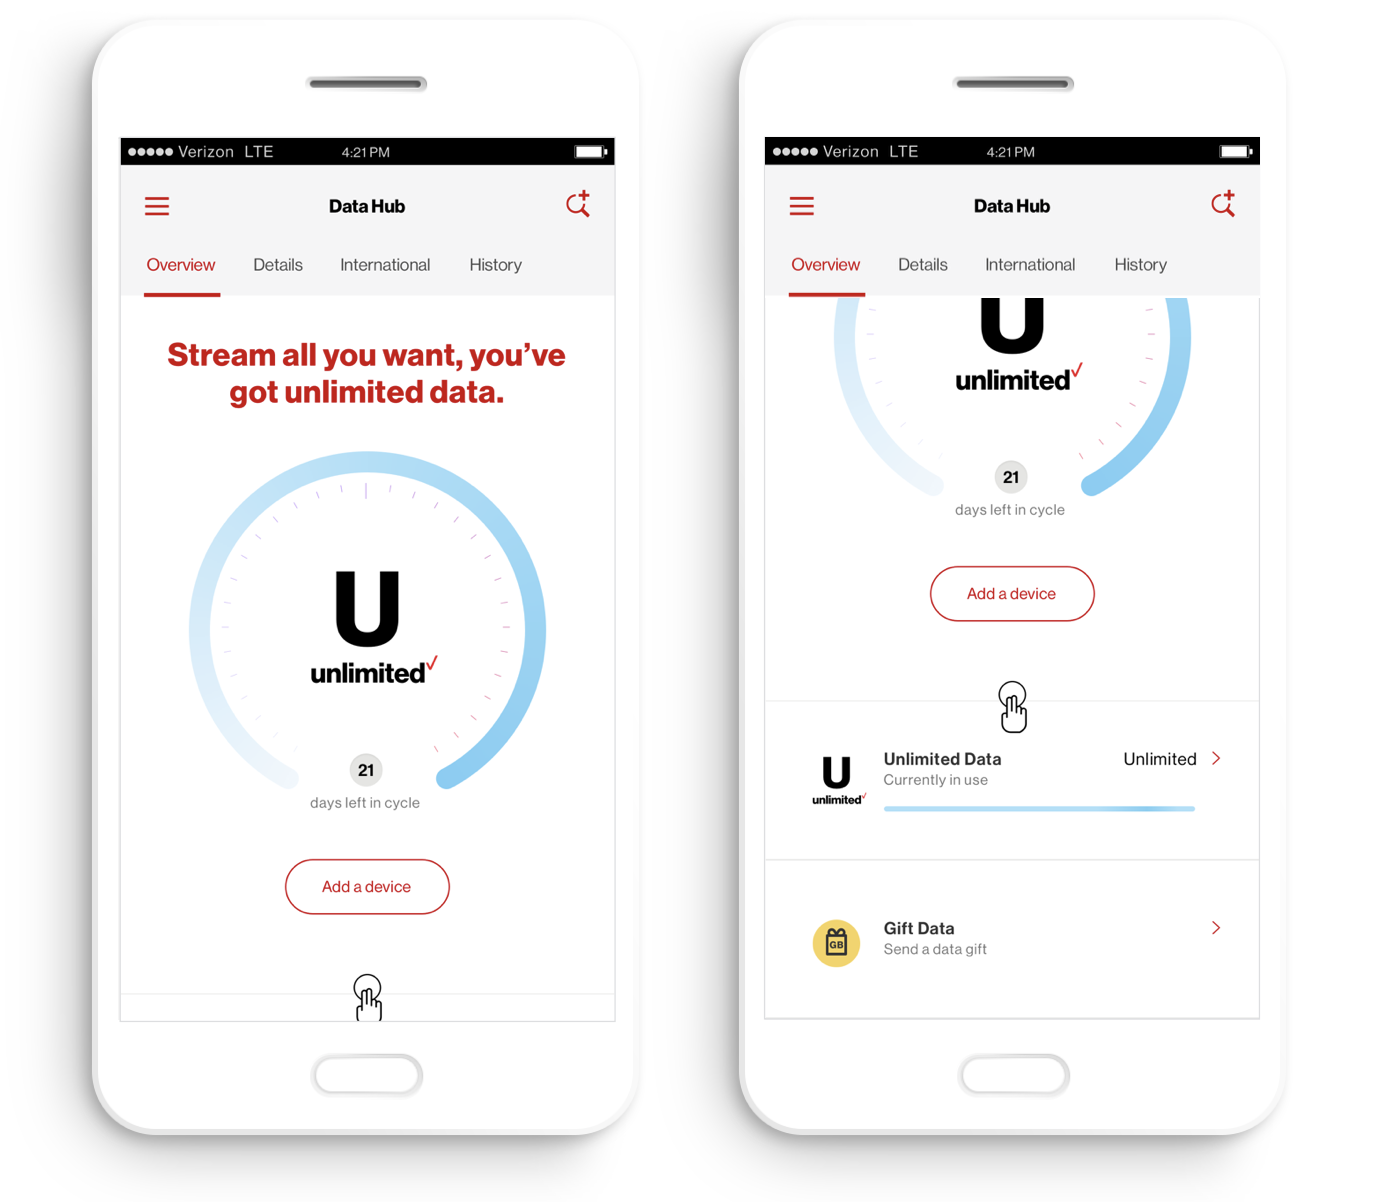 Verizon LTE 4:21 PM
Data Hub
Overview Details International History
Stream all you want, you've
got unlimited data.
U
unlimited✓
21
days left in cycle
Add a device
Verizon LTE 4:21 PM
Data Hub
Overview Details International History
U
unlimited✓
21
days left in cycle
Add a device
U
unlimited✓
Unlimited Data Unlimited
Currently in use
GB
Gift Data
Send a data gift